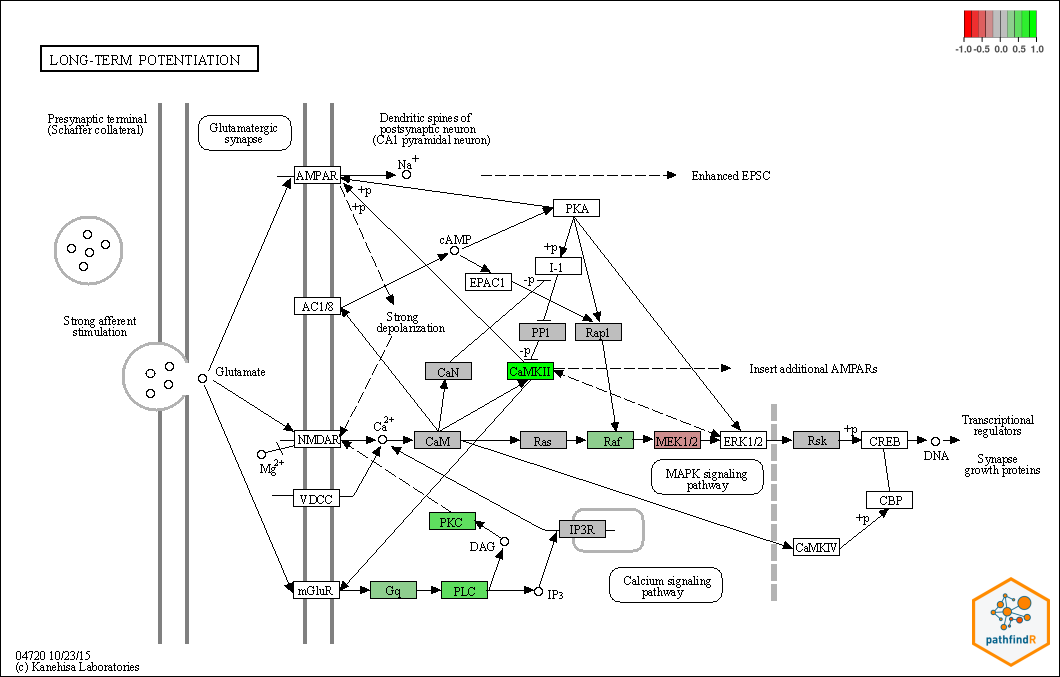 -1.0 -0.5 0.0 0.5 1.0
LONG-TERM POTENTIATION
Presynaptic terminal
(Schaffer collateral)
Glutamatergic
synapse
Dendritic spines of
postsynaptic neuron
(CA1 pyramidal neuron)
AMPAR
Na+
Enhanced EPSC
+p
+p
PKA
cAMP
+p
I-1
EPAC1
-p
AC1/8
Strong
depolarization
Strong afferent
stimulation
PP1
Rap1
-p
Glutamate
CaN
CaMKII
Insert additional AMPARs
Ca2+
NMDAR
CaM
Ras
Raf
MEK1/2
ERK1/2
Rsk
+p
CREB
DNA
Transcriptional
regulators
Synapse
growth proteins
Mg2+
MAPK signaling
pathway
VDCC
CBP
PKC
IP3R
+p
DAG
CaMKIV
mGluR
Gq
PLC
IP3
Calcium signaling
pathway
pathfindR
04720 10/23/15
(c) Kanehisa Laboratories